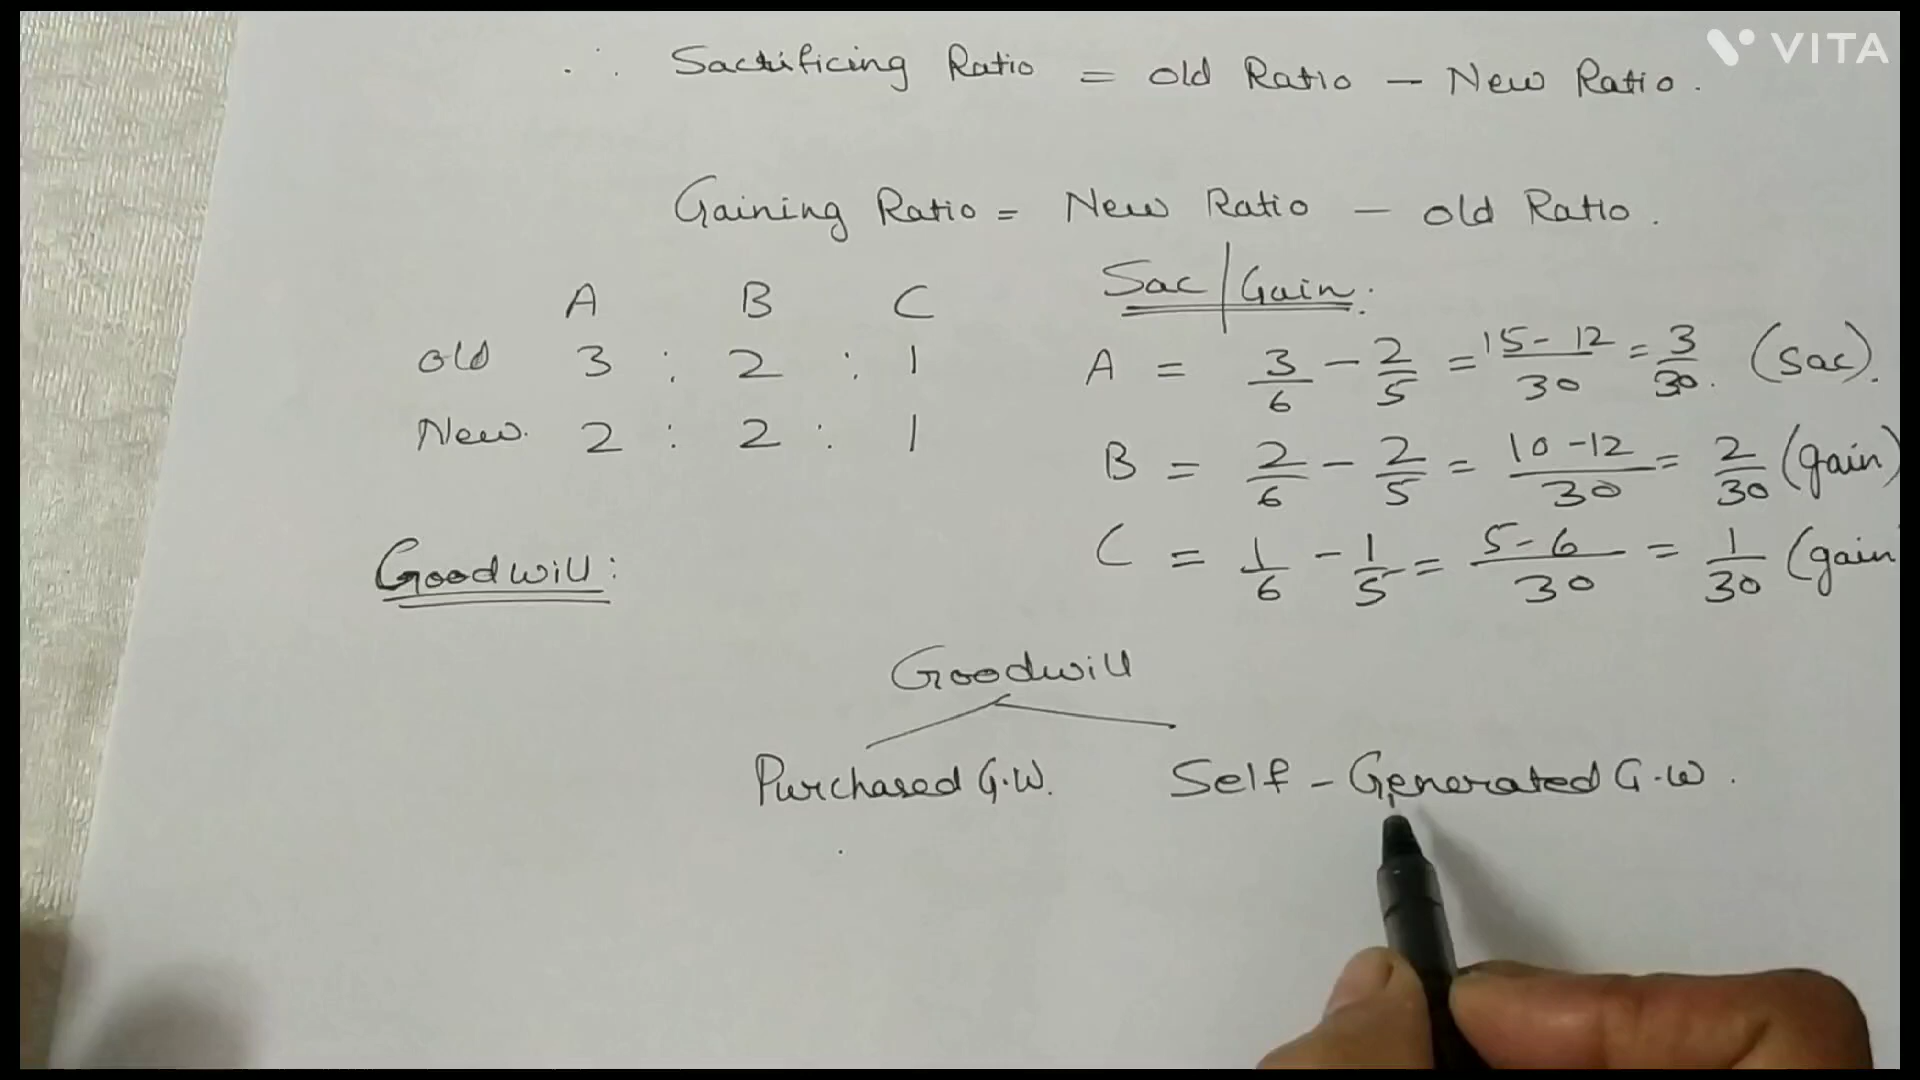 VITA
∴ Sacrificing Ratio = old Ratio - New Ratio.
Gaining Ratio = New Ratio - old Ratio.
Sac | Gain.
A B C
old 3 : 2 : 1
New. 2 : 2 : 1
A = 3/6 - 2/5 = 15-12/30 = 3/30. (Sac).
B = 2/6 - 2/5 = 10-12/30 = 2/30 (gain)
C = 1/6 - 1/5 = 5-6/30 = 1/30 (gain
Goodwill:
Goodwill
Purchased G.W. Self-Generated G.W.